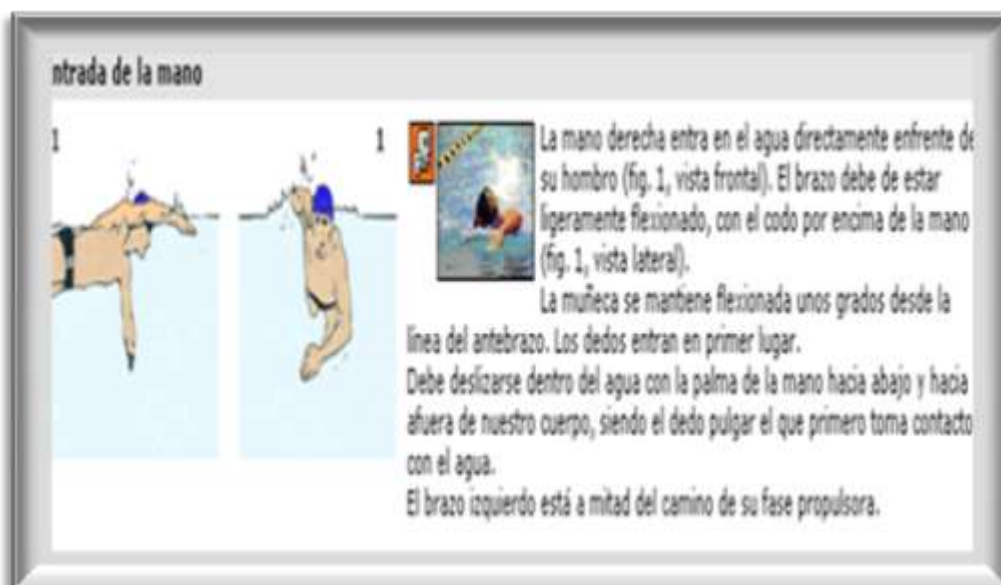 ntrada de la mano
1
1
La mano derecha entra en el agua directamente enfrente de
su hombro (fig. 1, vista frontal). El brazo debe de estar
ligeramente flexionado, con el codo por encima de la mano
(fig. 1, vista lateral).
La muñeca se mantiene flexionada unos grados desde la
línea del antebrazo. Los dedos entran en primer lugar.
Debe deslizarse dentro del agua con la palma de la mano hacia abajo y hacia
afuera de nuestro cuerpo, siendo el dedo pulgar el que primero toma contacto
con el agua.
El brazo izquierdo está a mitad del camino de su fase propulsora.